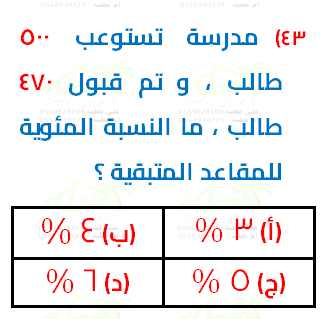 ٤٣) مدرسة تستوعب ٥٠٠
طالب ، و تم قبول ٤٧٠
طالب ، ما النسبة المئوية
للمقاعد المتبقية ؟
(أ) ٣ % (ب) ٤ %
(ج) ٥ % (د) ٦ %